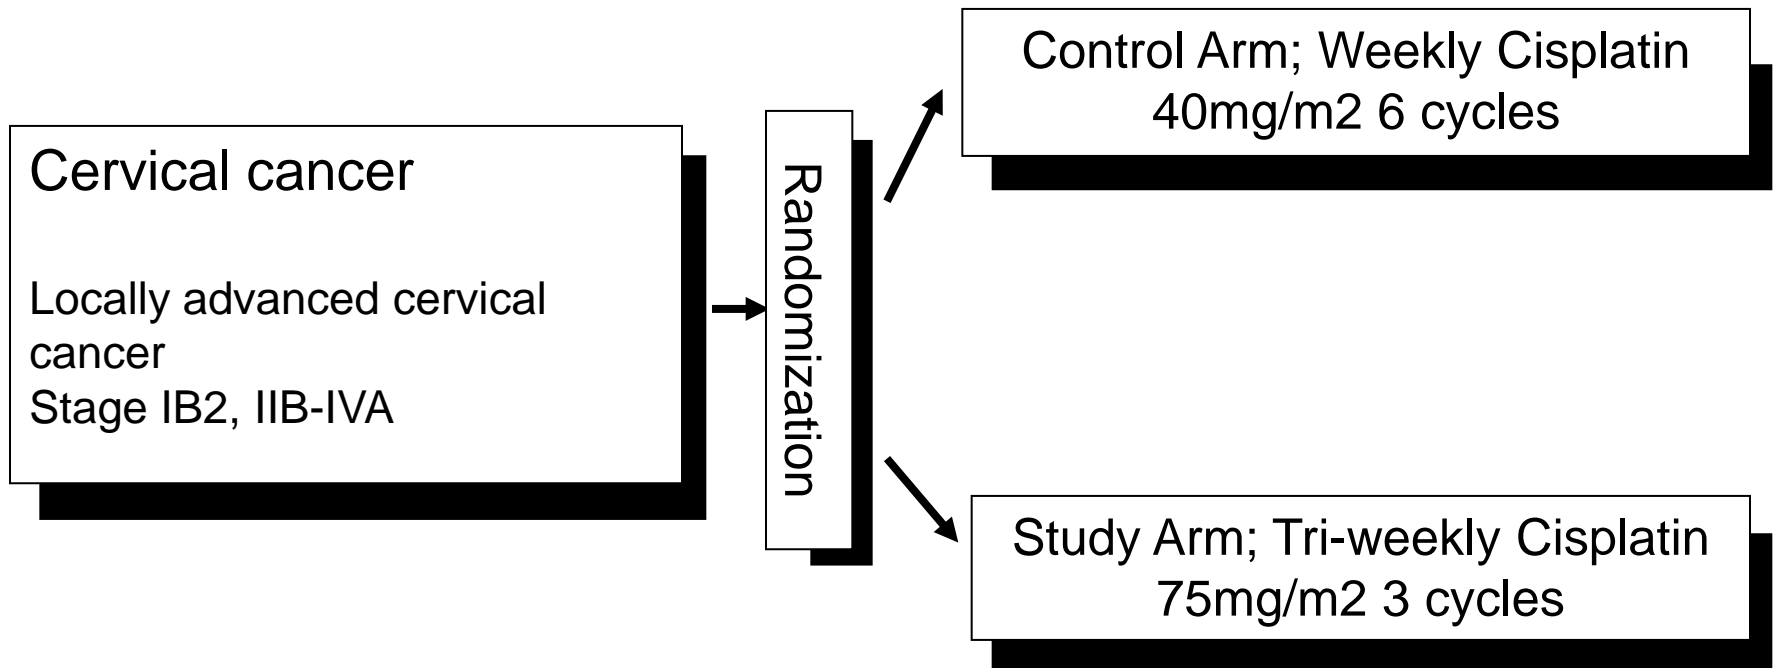 Cervical cancer
Locally advanced cervical
cancer
Stage IB2, IIB-IVA
Randomization
Control Arm; Weekly Cisplatin
40mg/m2 6 cycles
Study Arm; Tri-weekly Cisplatin
75mg/m2 3 cycles